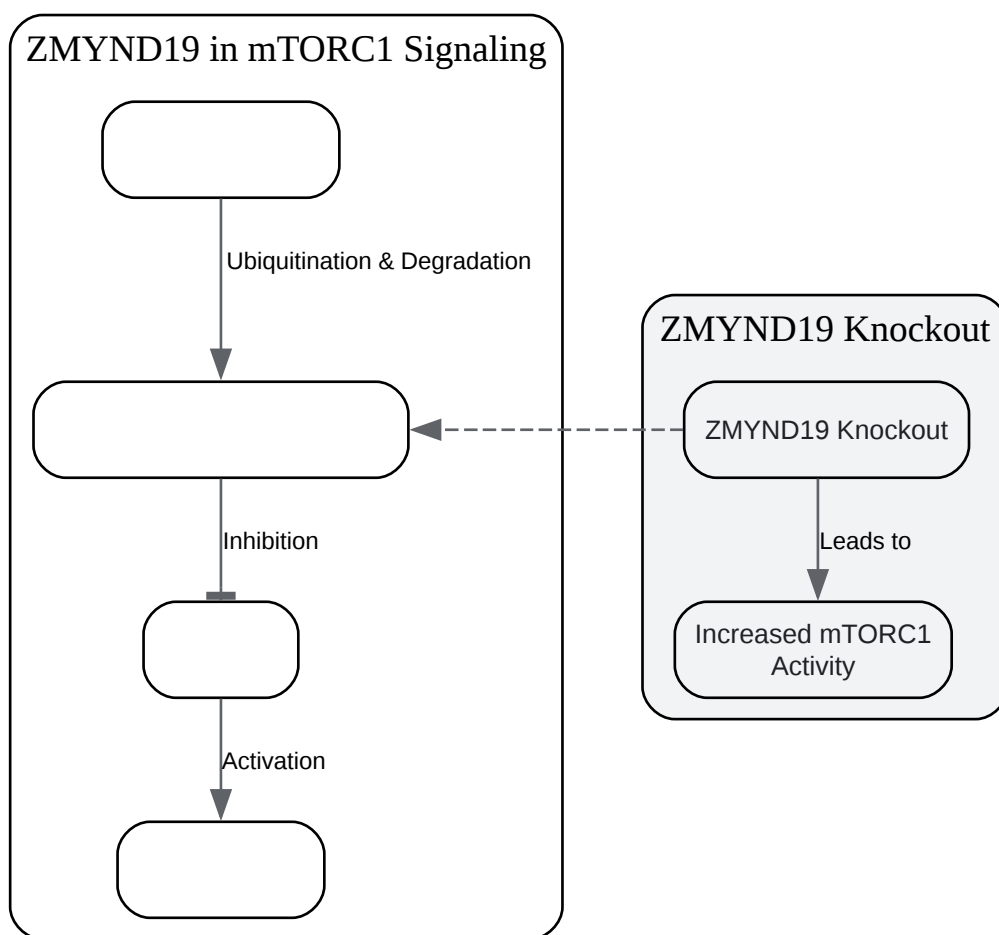 ZMYND19 in mTORC1 Signaling
Ubiquitination & Degradation
Inhibition
Activation
ZMYND19 Knockout
ZMYND19 Knockout
Leads to
Increased mTORC1
Activity